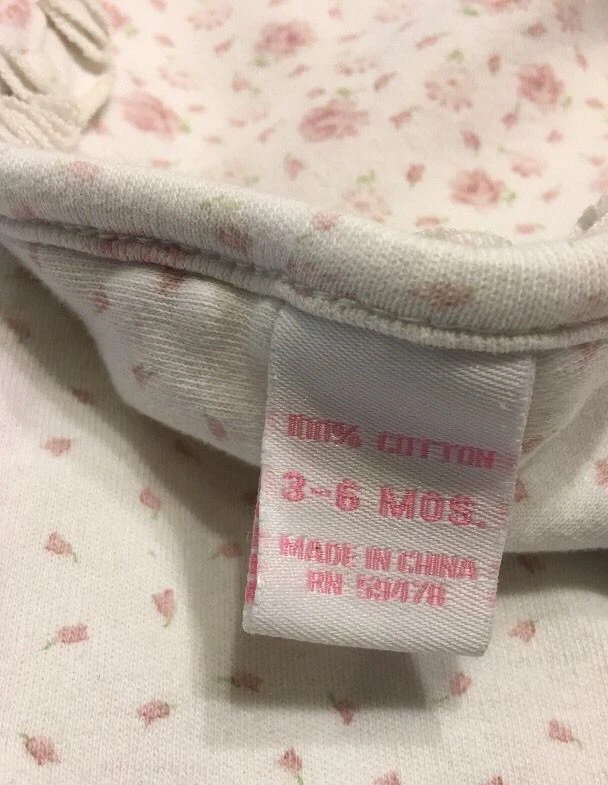 100% COTTON
3-6 MOS.
MADE IN CHINA
RN 59478